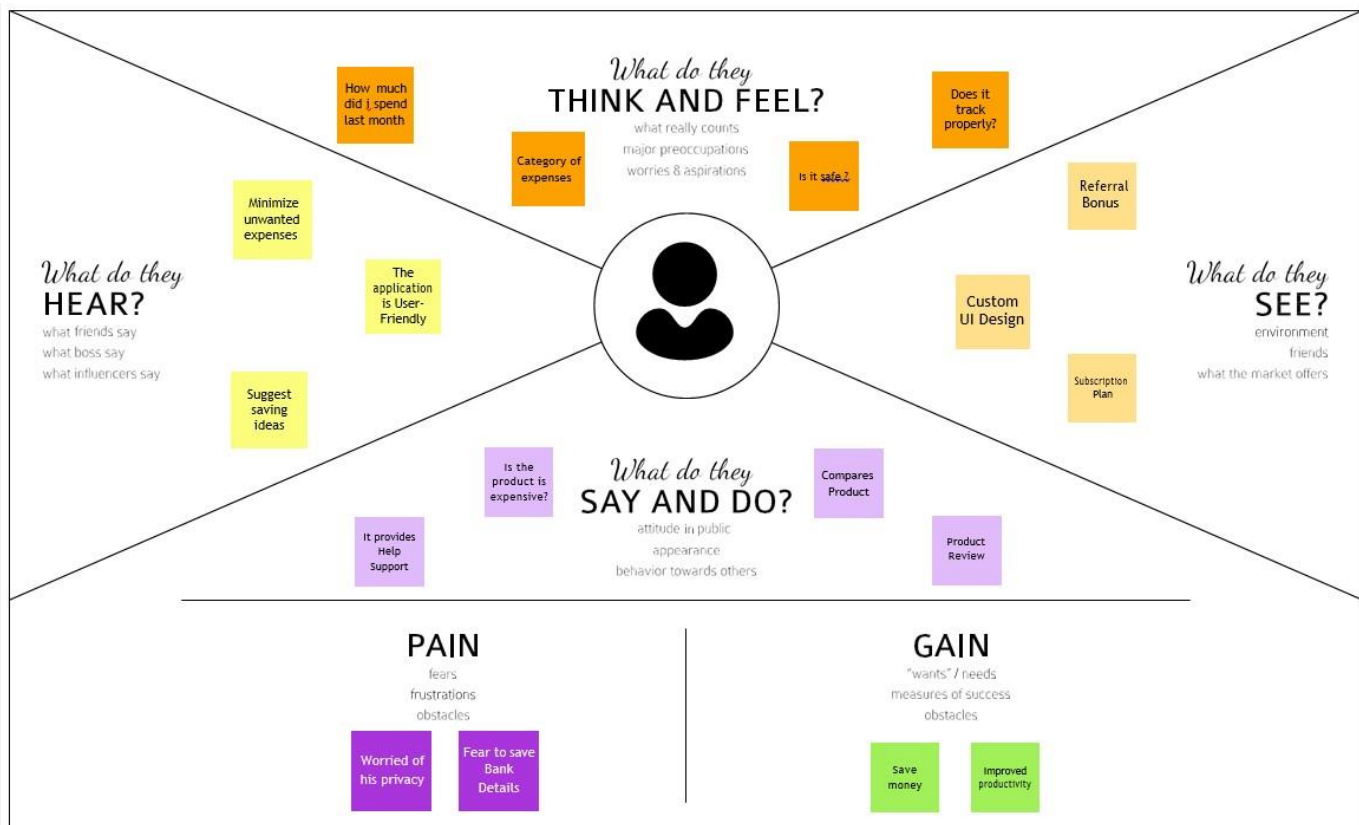 What do they
THINK AND FEEL?
what really counts
major preoccupations
worries & aspirations
How much
did i spend
last month
Category of
expenses
Is it safe.?
Does it
track
properly?
What do they
HEAR?
what friends say
what boss say
what influencers say
Minimize
unwanted
expenses
The
application
is User-
Friendly
Suggest
saving
ideas
What do they
SEE?
environment
friends
what the market offers
Referral
Bonus
Custom
UI Design
Subscription
Plan
What do they
SAY AND DO?
attitude in public
appearance
behavior towards others
Is the
product is
expensive?
It provides
Help
Support
Compares
Product
Product
Review
PAIN
fears
frustrations
obstacles
Worried of
his privacy
Fear to save
Bank
Details
GAIN
"wants" / needs
measures of success
obstacles
Save
money
Improved
productivity